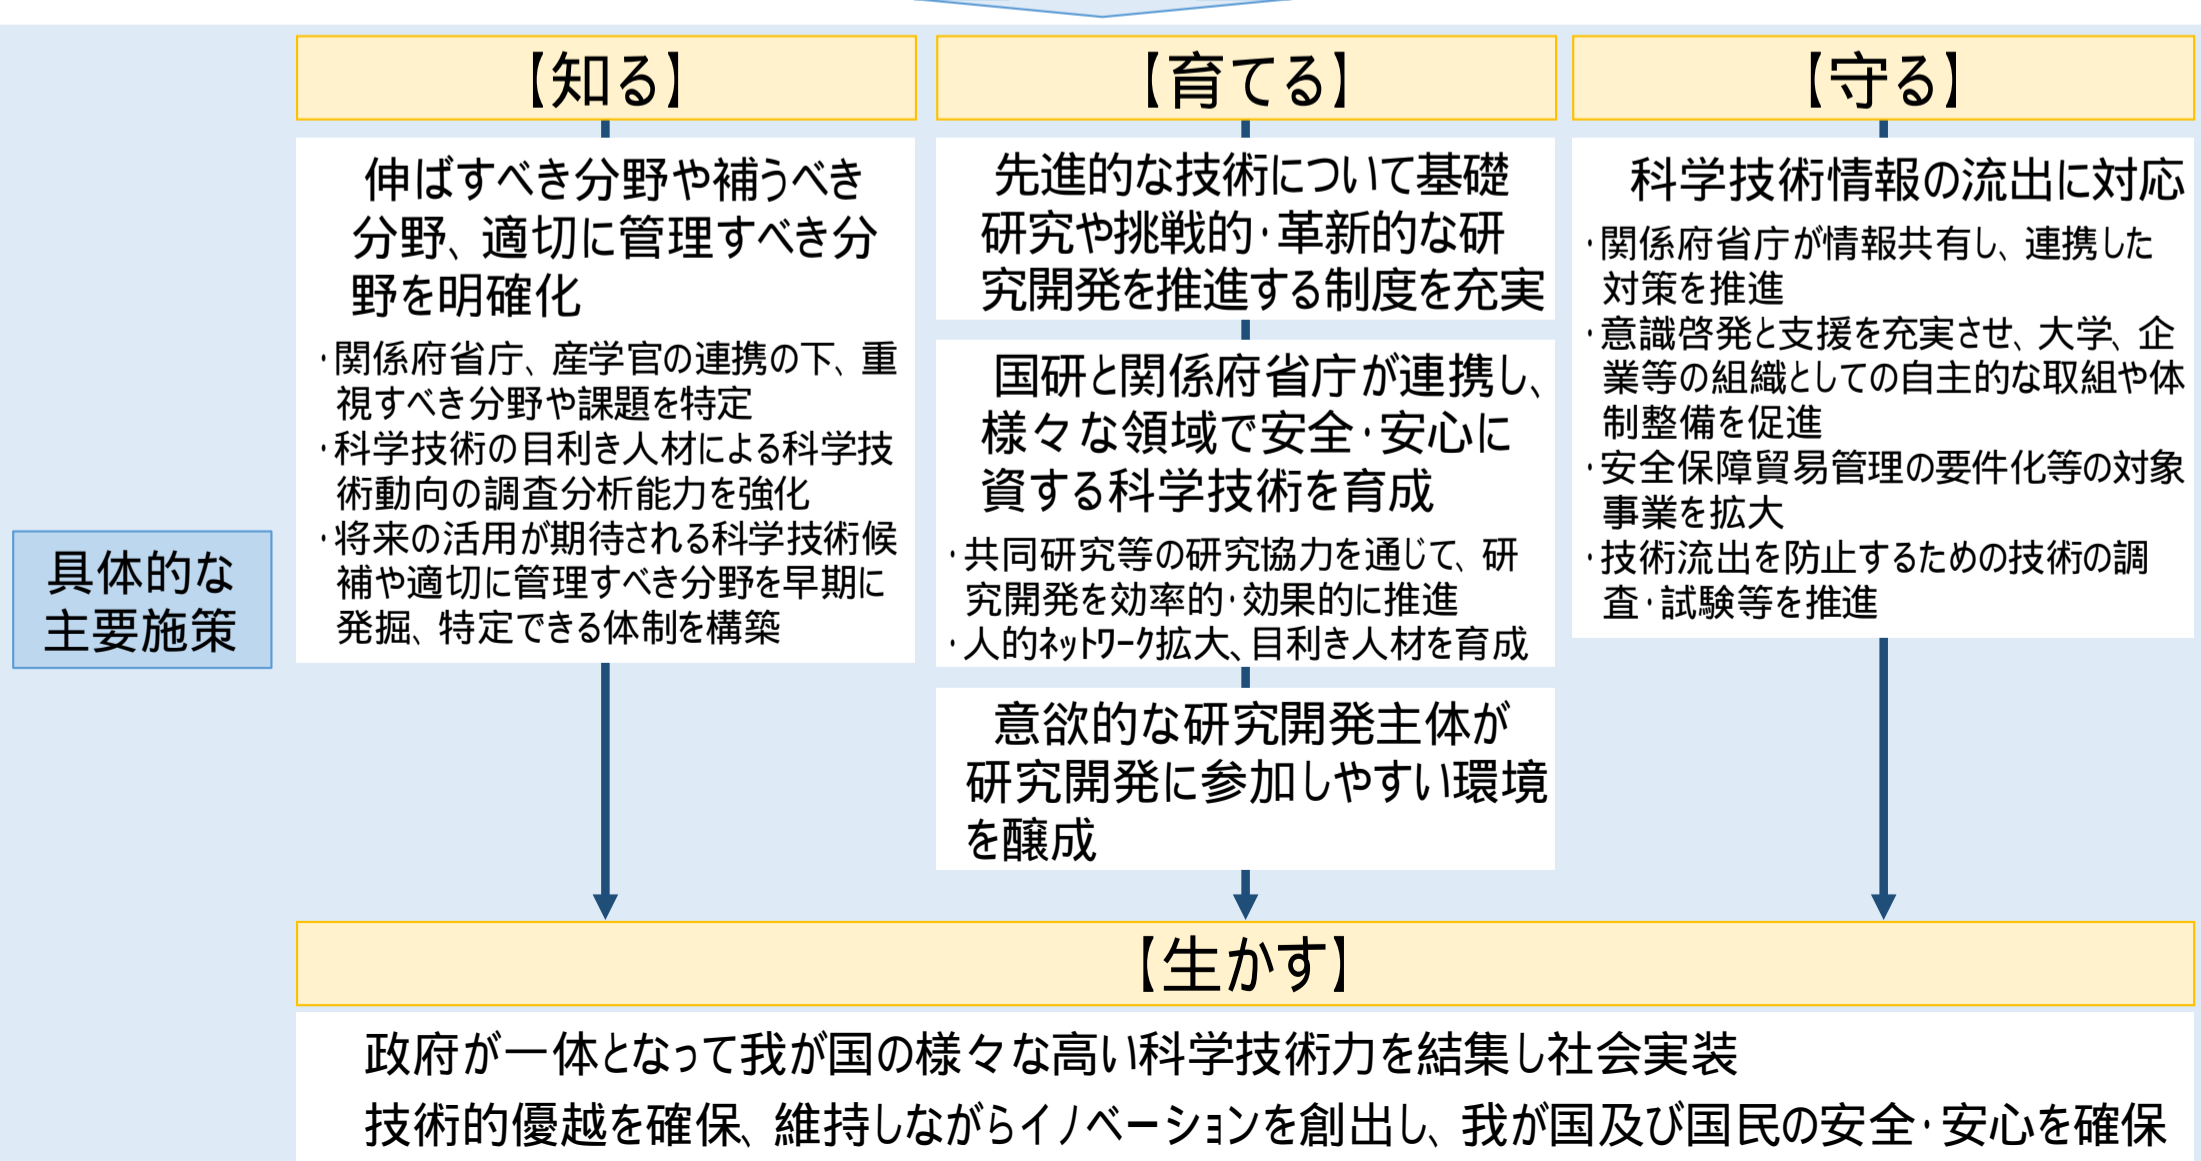 【知る】
伸ばすべき分野や補うべき
分野、適切に管理すべき分
野を明確化
・関係府省庁、産学官の連携の下、重
視すべき分野や課題を特定
・科学技術の目利き人材による科学技
術動向の調査分析能力を強化
・将来の活用が期待される科学技術候
補や適切に管理すべき分野を早期に
発掘、特定できる体制を構築
【育てる】
先進的な技術について基礎
研究や挑戦的・革新的な研
究開発を推進する制度を充実
国研と関係府省庁が連携し、
様々な領域で安全・安心に
資する科学技術を育成
・共同研究等の研究協力を通じて、研
究開発を効率的・効果的に推進
・人的ネットワーク拡大、目利き人材を育成
意欲的な研究開発主体が
研究開発に参加しやすい環境
を醸成
【守る】
科学技術情報の流出に対応
・関係府省庁が情報共有し、連携した
対策を推進
・意識啓発と支援を充実させ、大学、企
業等の組織としての自主的な取組や体
制整備を促進
・安全保障貿易管理の要件化等の対象
事業を拡大
・技術流出を防止するための技術の調
査・試験等を推進
具体的な
主要施策
【生かす】
政府が一体となって我が国の様々な高い科学技術力を結集し社会実装
技術的優越を確保、維持しながらイノベーションを創出し、我が国及び国民の安全・安心を確保